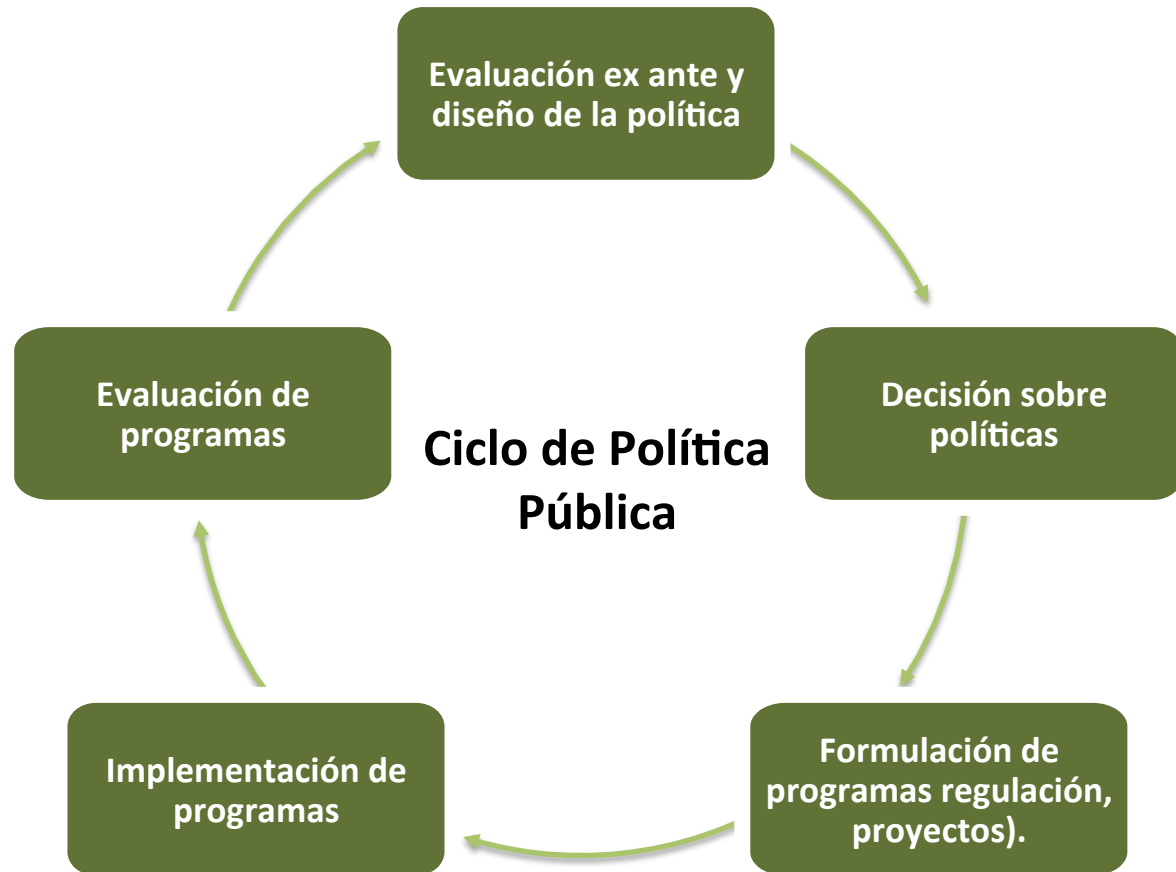 Evaluación ex ante y
diseño de la política
Decisión sobre
políticas
Formulación de
programas regulación,
proyectos).
Implementación de
programas
Evaluación de
programas
Ciclo de Política
Pública